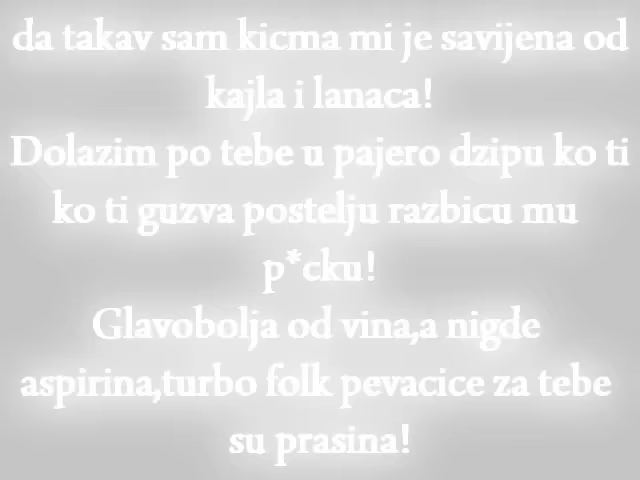 da takav sam kicma mi je savijena od
kajla i lanaca!
Dolazim po tebe u pajero dzipu ko ti
ko ti guzva postelju razbicu mu
p*cku!
Glavobolja od vina,a nigde
aspirina,turbo folk pevacice za tebe
su prasina!